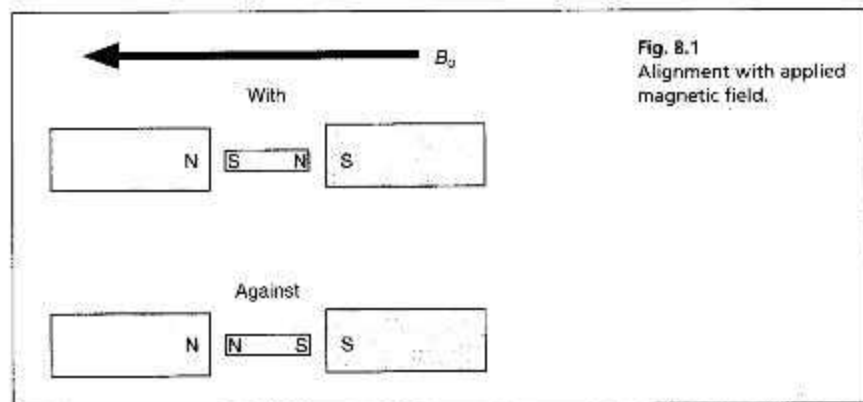 B₀
Fig. 8.1
Alignment with applied
magnetic field.
With
N S N S
Against
N N S S